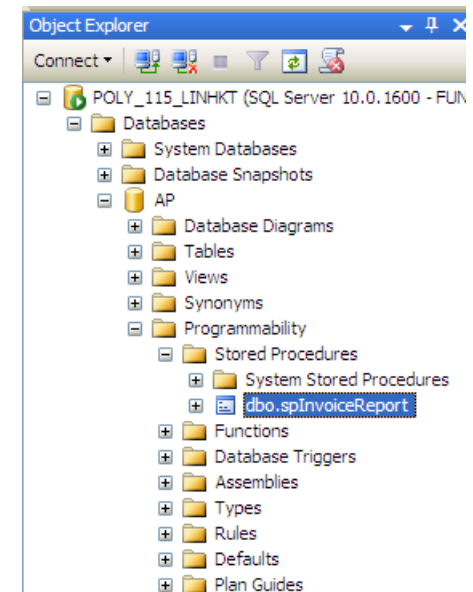 Object Explorer
Connect
POLY_115_LINHKT (SQL Server 10.0.1600 - FUN
Databases
System Databases
Database Snapshots
AP
Database Diagrams
Tables
Views
Synonyms
Programmability
Stored Procedures
System Stored Procedures
dbo.spInvoiceReport
Functions
Database Triggers
Assemblies
Types
Rules
Defaults
Plan Guides